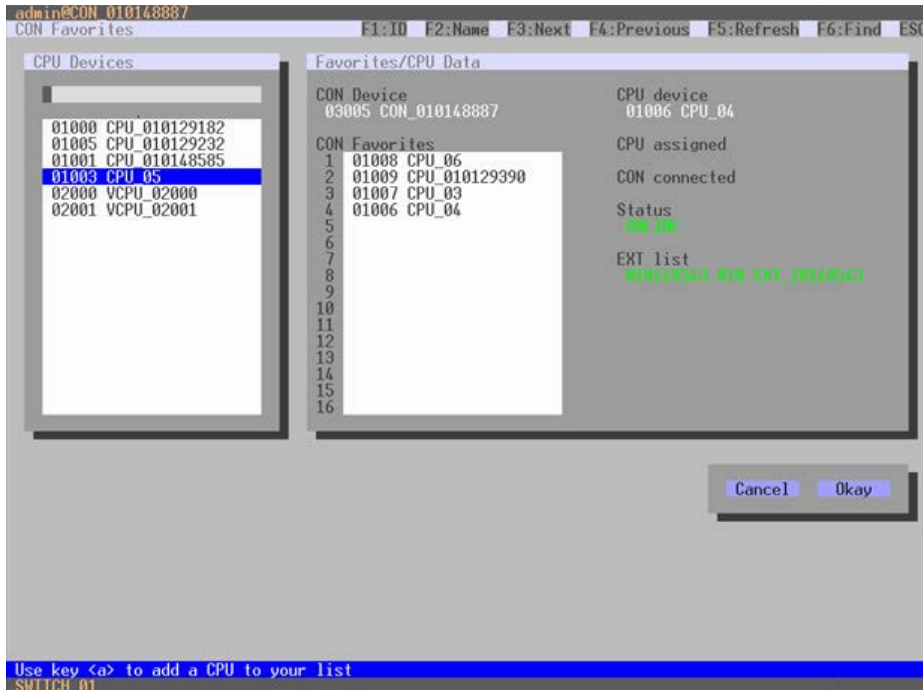 admin@CON_010148887
CON Favorites F1:ID F2:Name F3:Next F4:Previous F5:Refresh F6:Find ESC
CPU Devices
01000 CPU_010129182
01005 CPU_010129232
01001 CPU_010148585
01003 CPU_05
02000 VCPU_02000
02001 VCPU_02001
Favorites/CPU Data
CON Device
03005 CON_010148887
CON Favorites
1 01008 CPU_06
2 01009 CPU_010129390
3 01007 CPU_03
4 01006 CPU_04
5
6
7
8
9
10
11
12
13
14
15
16
CPU device
01006 CPU_04
CPU assigned
CON connected
Status
EXT list
Cancel Okay
Use key <a> to add a CPU to your list
SWITCH_01